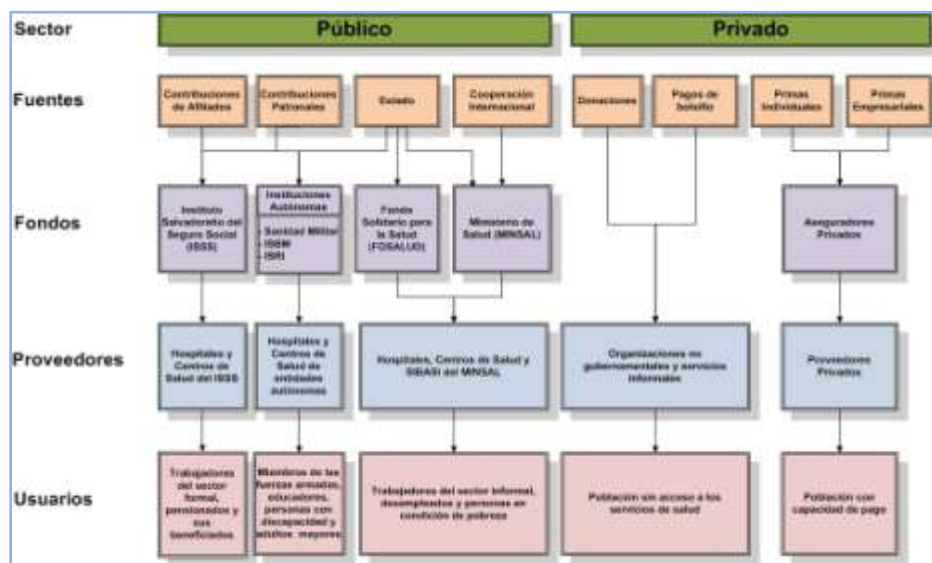 Sector
Público
Privado
Fuentes
Contribuciones
de Afiliados
Contribuciones
Patronales
Estado
Cooperación
Internacional
Donaciones
Pagos de
bolsillo
Primas
Individuales
Primas
Empresariales
Fondos
Instituto
Salvadoreño del
Seguro Social
(ISSS)
Instituciones
Autónomas
- Sanidad Militar
- ISBM
- ISRI
Fondo
Solidario para
la Salud
(FOSALUD)
Ministerio de
Salud (MINSAL)
Aseguradores
Privados
Proveedores
Hospitales y
Centros de
Salud del ISSS
Hospitales y
Centros de
Salud de
entidades
autónomas
Hospitales, Centros de Salud y
SIBASI del MINSAL
Organizaciones no
gubernamentales y servicios
informales
Proveedores
Privados
Usuarios
Trabajadores
del sector
formal,
pensionados y
sus
beneficiados
Miembros de las
fuerzas armadas,
educadores,
personas con
discapacidad y
adultos mayores
Trabajadores del sector informal,
desempleados y personas en
condición de pobreza
Población sin acceso a los
servicios de salud
Población con
capacidad de pago